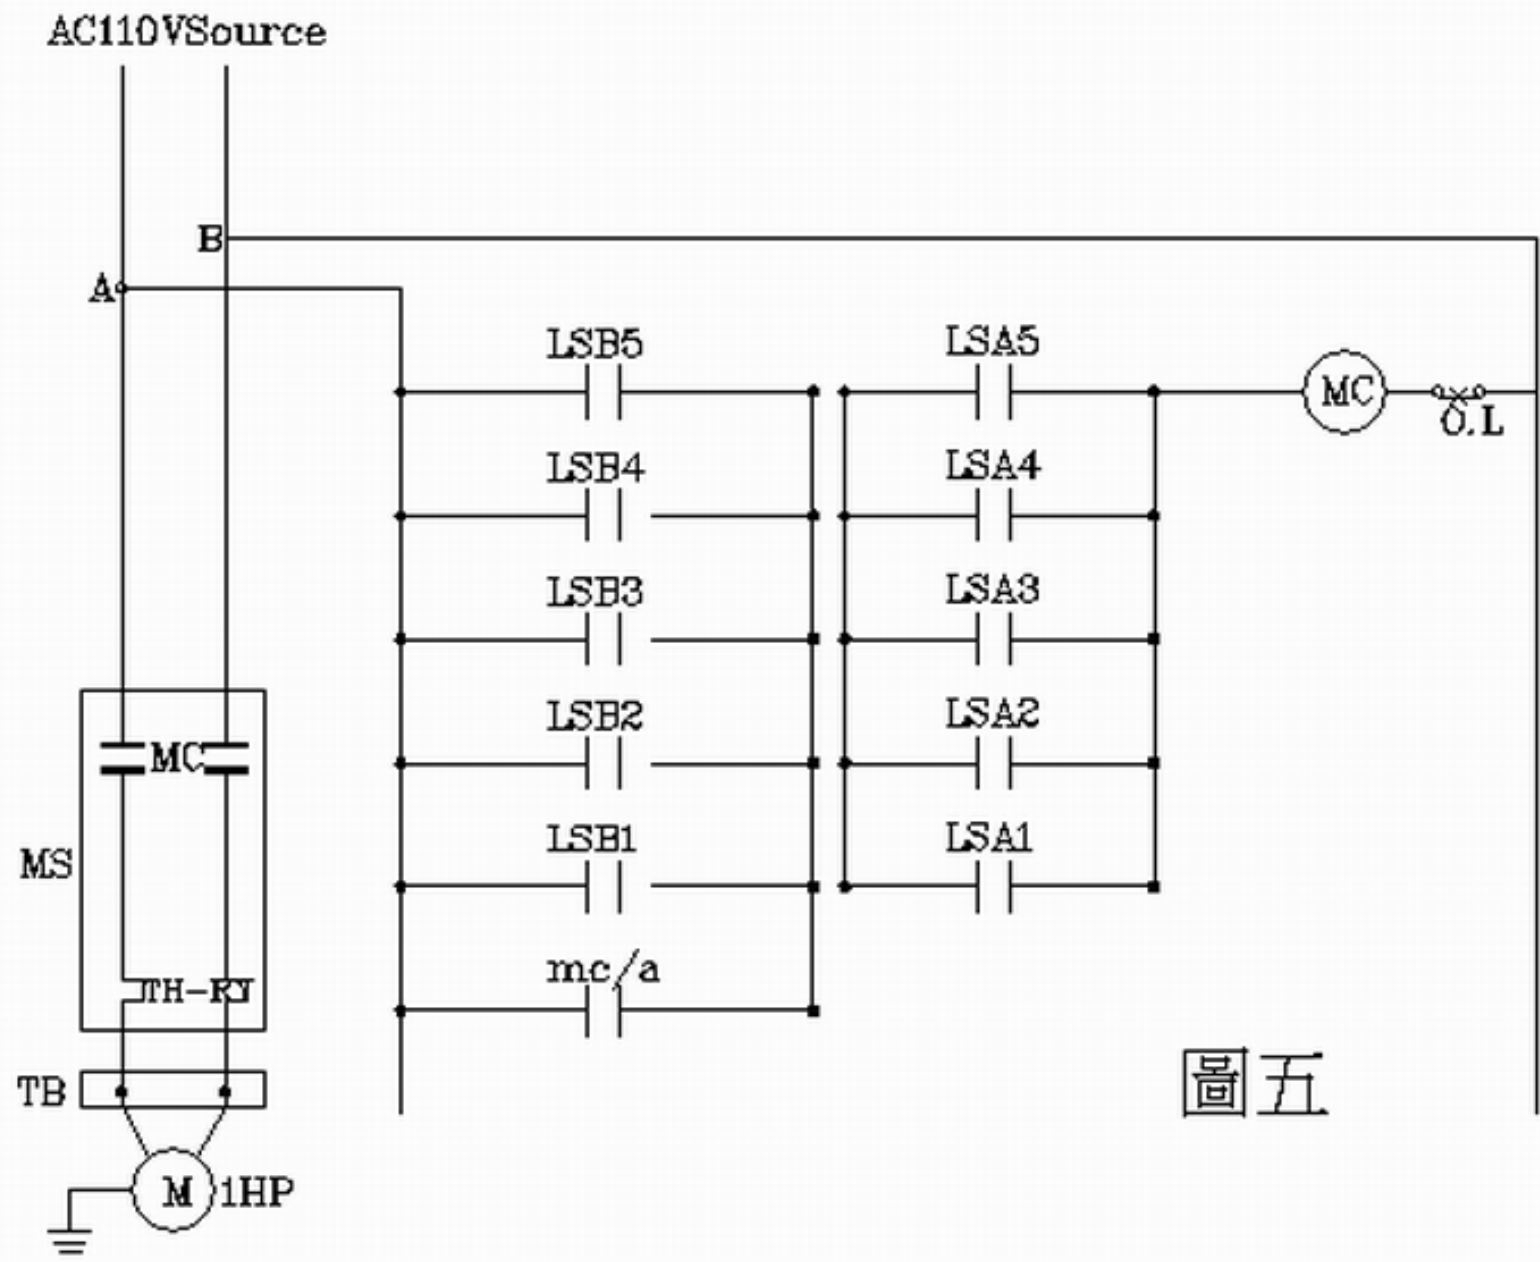 AC110VSource
B
A
LSB5
LSA5
MC
O.L
LSB4
LSA4
LSB3
LSA3
LSB2
LSA2
MC
LSB1
LSA1
MS
mc/a
TH-RY
TB
圖五
M
1HP